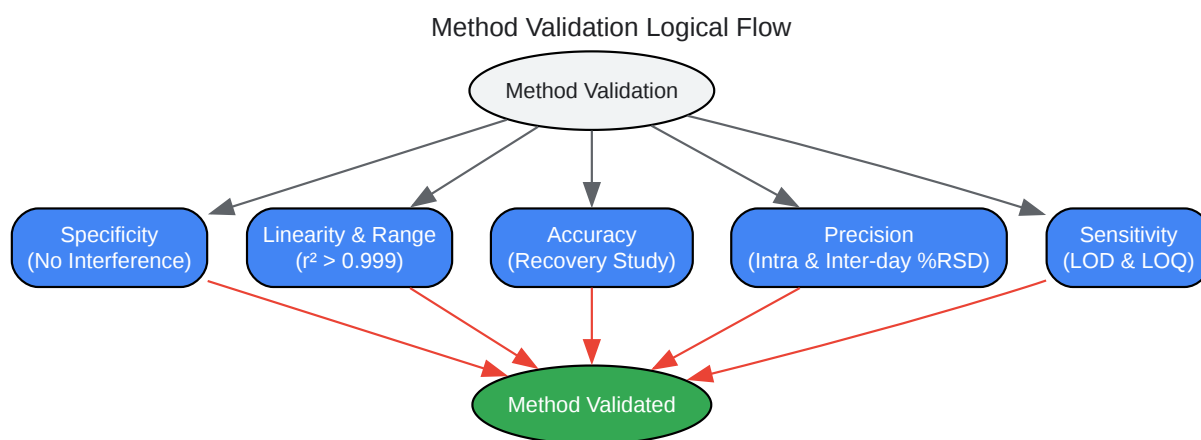 Method Validation Logical Flow
Method Validation
Specificity
(No Interference)
Linearity & Range
(r² > 0.999)
Accuracy
(Recovery Study)
Precision
(Intra & Inter-day %RSD)
Sensitivity
(LOD & LOQ)
Method Validated